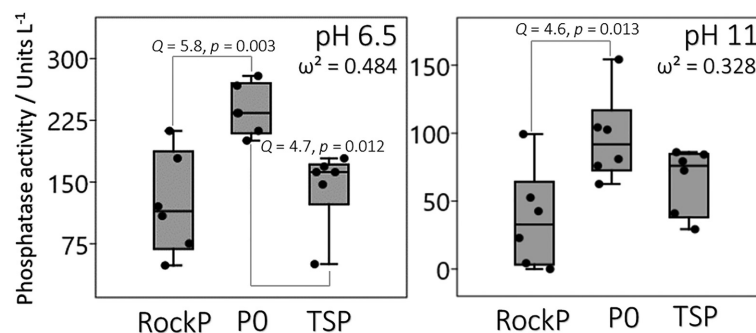 Phosphatase activity / Units L⁻¹
300
225
150
75
pH 6.5
ω² = 0.484
Q = 5.8, p = 0.003
Q = 4.7, p = 0.012
RockP P0 TSP
150
100
50
0
pH 11
ω² = 0.328
Q = 4.6, p = 0.013
RockP P0 TSP